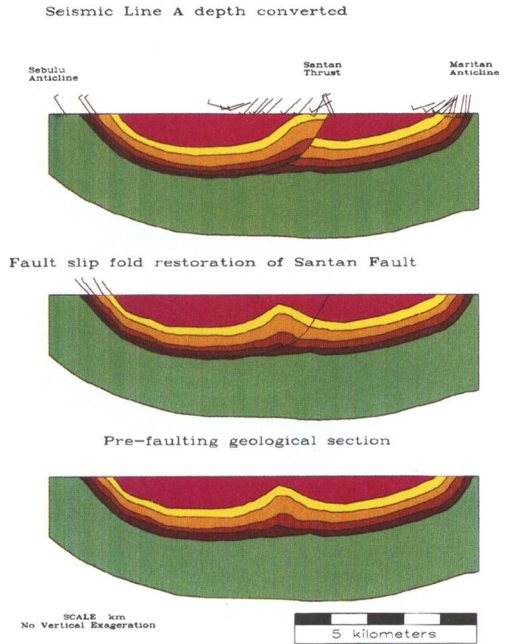 Seismic Line A depth converted
Sebulu
Anticline
Santan
Thrust
Maritan
Anticline
Fault slip fold restoration of Santan Fault
Pre-faulting geological section
SCALE km
No Vertical Exageration
5 kilometers